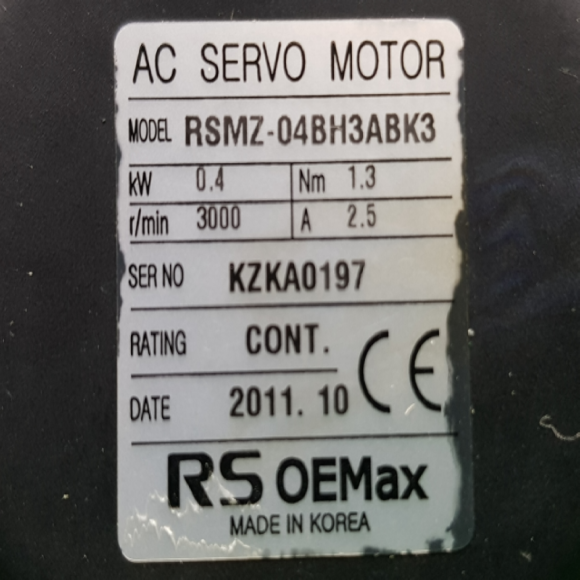 AC SERVO MOTOR
MODEL RSMZ-04BH3ABK3
kW 0.4 Nm 1.3
r/min 3000 A 2.5
SER NO KZKA0197
RATING CONT.
DATE 2011. 10
CE
RS OEMax
MADE IN KOREA